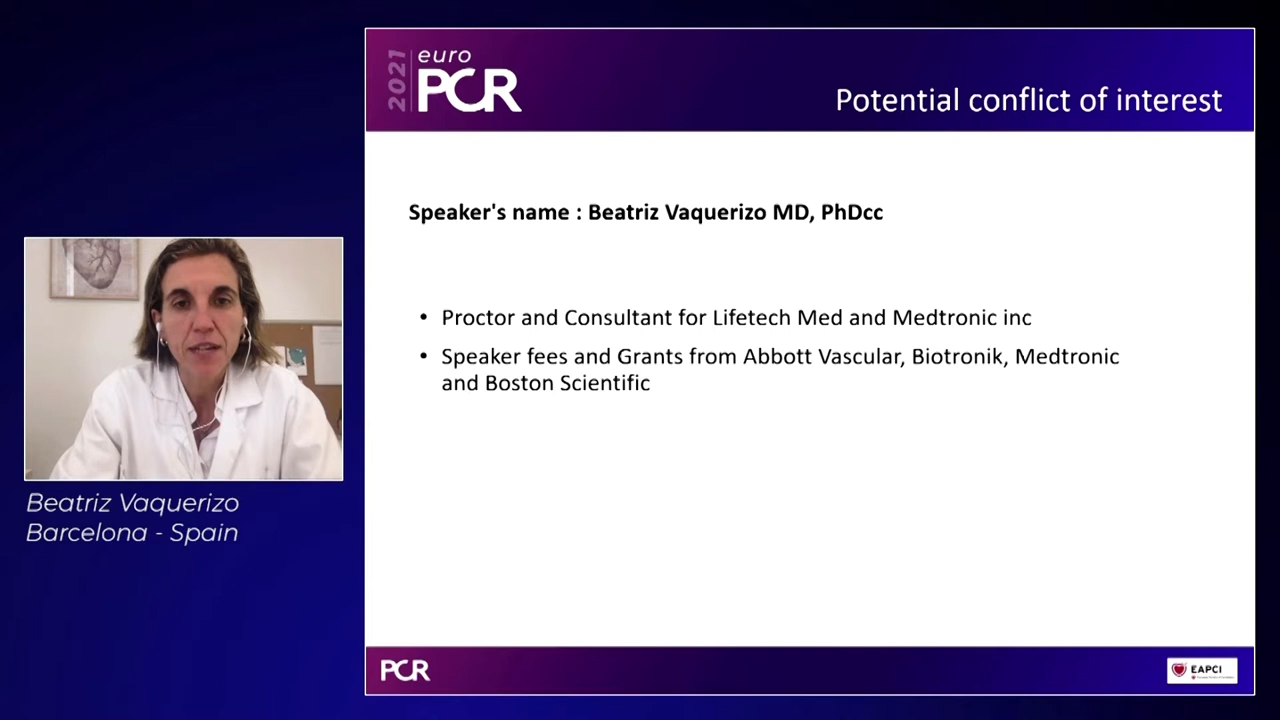 2021
euro
PCR
Potential conflict of interest
Speaker's name : Beatriz Vaquerizo MD, PhDcc
• Proctor and Consultant for Lifetech Med and Medtronic inc
• Speaker fees and Grants from Abbott Vascular, Biotronik, Medtronic
and Boston Scientific
Beatriz Vaquerizo
Barcelona - Spain
PCR
EAPCI